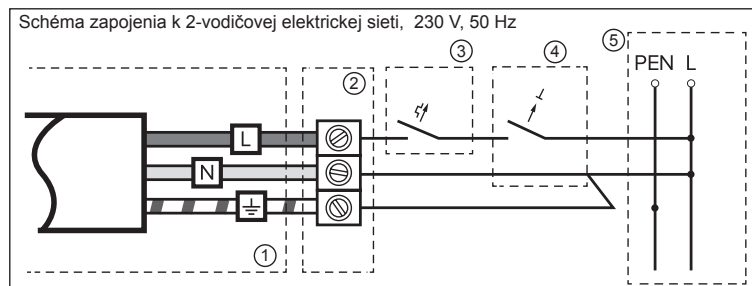 Schéma zapojenia k 2-vodičovej elektrickej sieti, 230 V, 50 Hz
1
2
3
4
5
PEN L
L
N